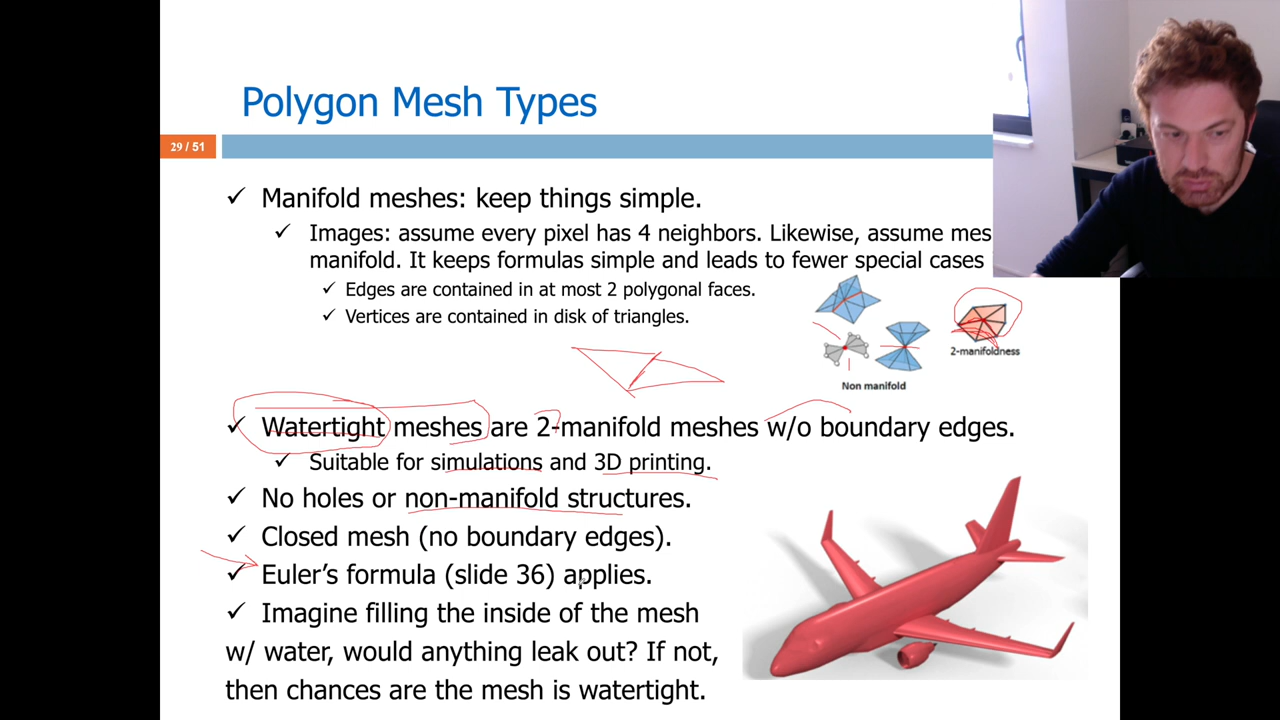 Polygon Mesh Types
29 / 51
✓ Manifold meshes: keep things simple.
✓ Images: assume every pixel has 4 neighbors. Likewise, assume mes
manifold. It keeps formulas simple and leads to fewer special cases
✓ Edges are contained in at most 2 polygonal faces.
✓ Vertices are contained in disk of triangles.
2-manifoldness
Non manifold
✓ Watertight meshes are 2-manifold meshes w/o boundary edges.
✓ Suitable for simulations and 3D printing.
✓ No holes or non-manifold structures.
✓ Closed mesh (no boundary edges).
✓ Euler’s formula (slide 36) applies.
✓ Imagine filling the inside of the mesh
w/ water, would anything leak out? If not,
then chances are the mesh is watertight.